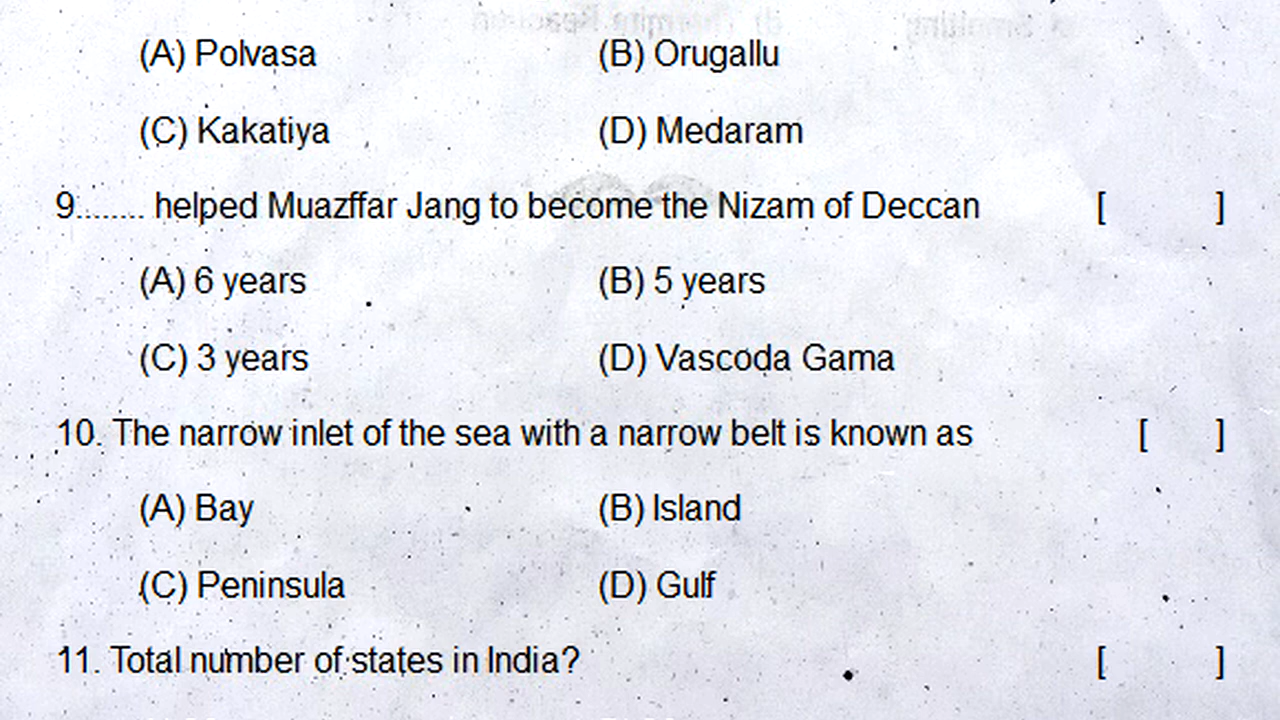 (A) Polvasa (B) Orugallu
(C) Kakatiya (D) Medaram
9........ helped Muazffar Jang to become the Nizam of Deccan [ ]
(A) 6 years (B) 5 years
(C) 3 years (D) Vascoda Gama
10. The narrow inlet of the sea with a narrow belt is known as [ ]
(A) Bay (B) Island
(C) Peninsula (D) Gulf
11. Total number of states in India? [ ]